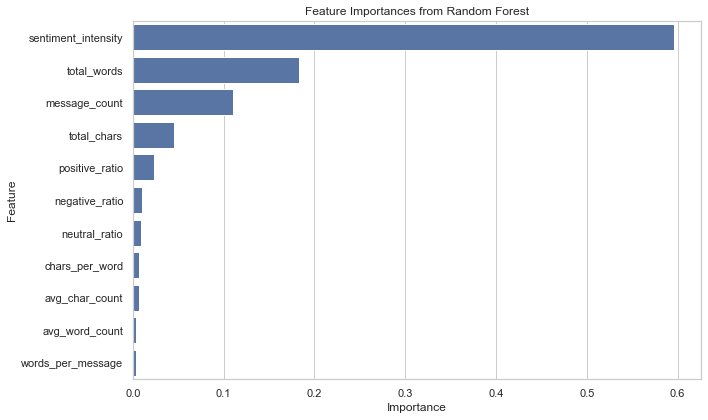 Feature Importances from Random Forest
Feature
sentiment_intensity
total_words
message_count
total_chars
positive_ratio
negative_ratio
neutral_ratio
chars_per_word
avg_char_count
avg_word_count
words_per_message
0.0 0.1 0.2 0.3 0.4 0.5 0.6
Importance